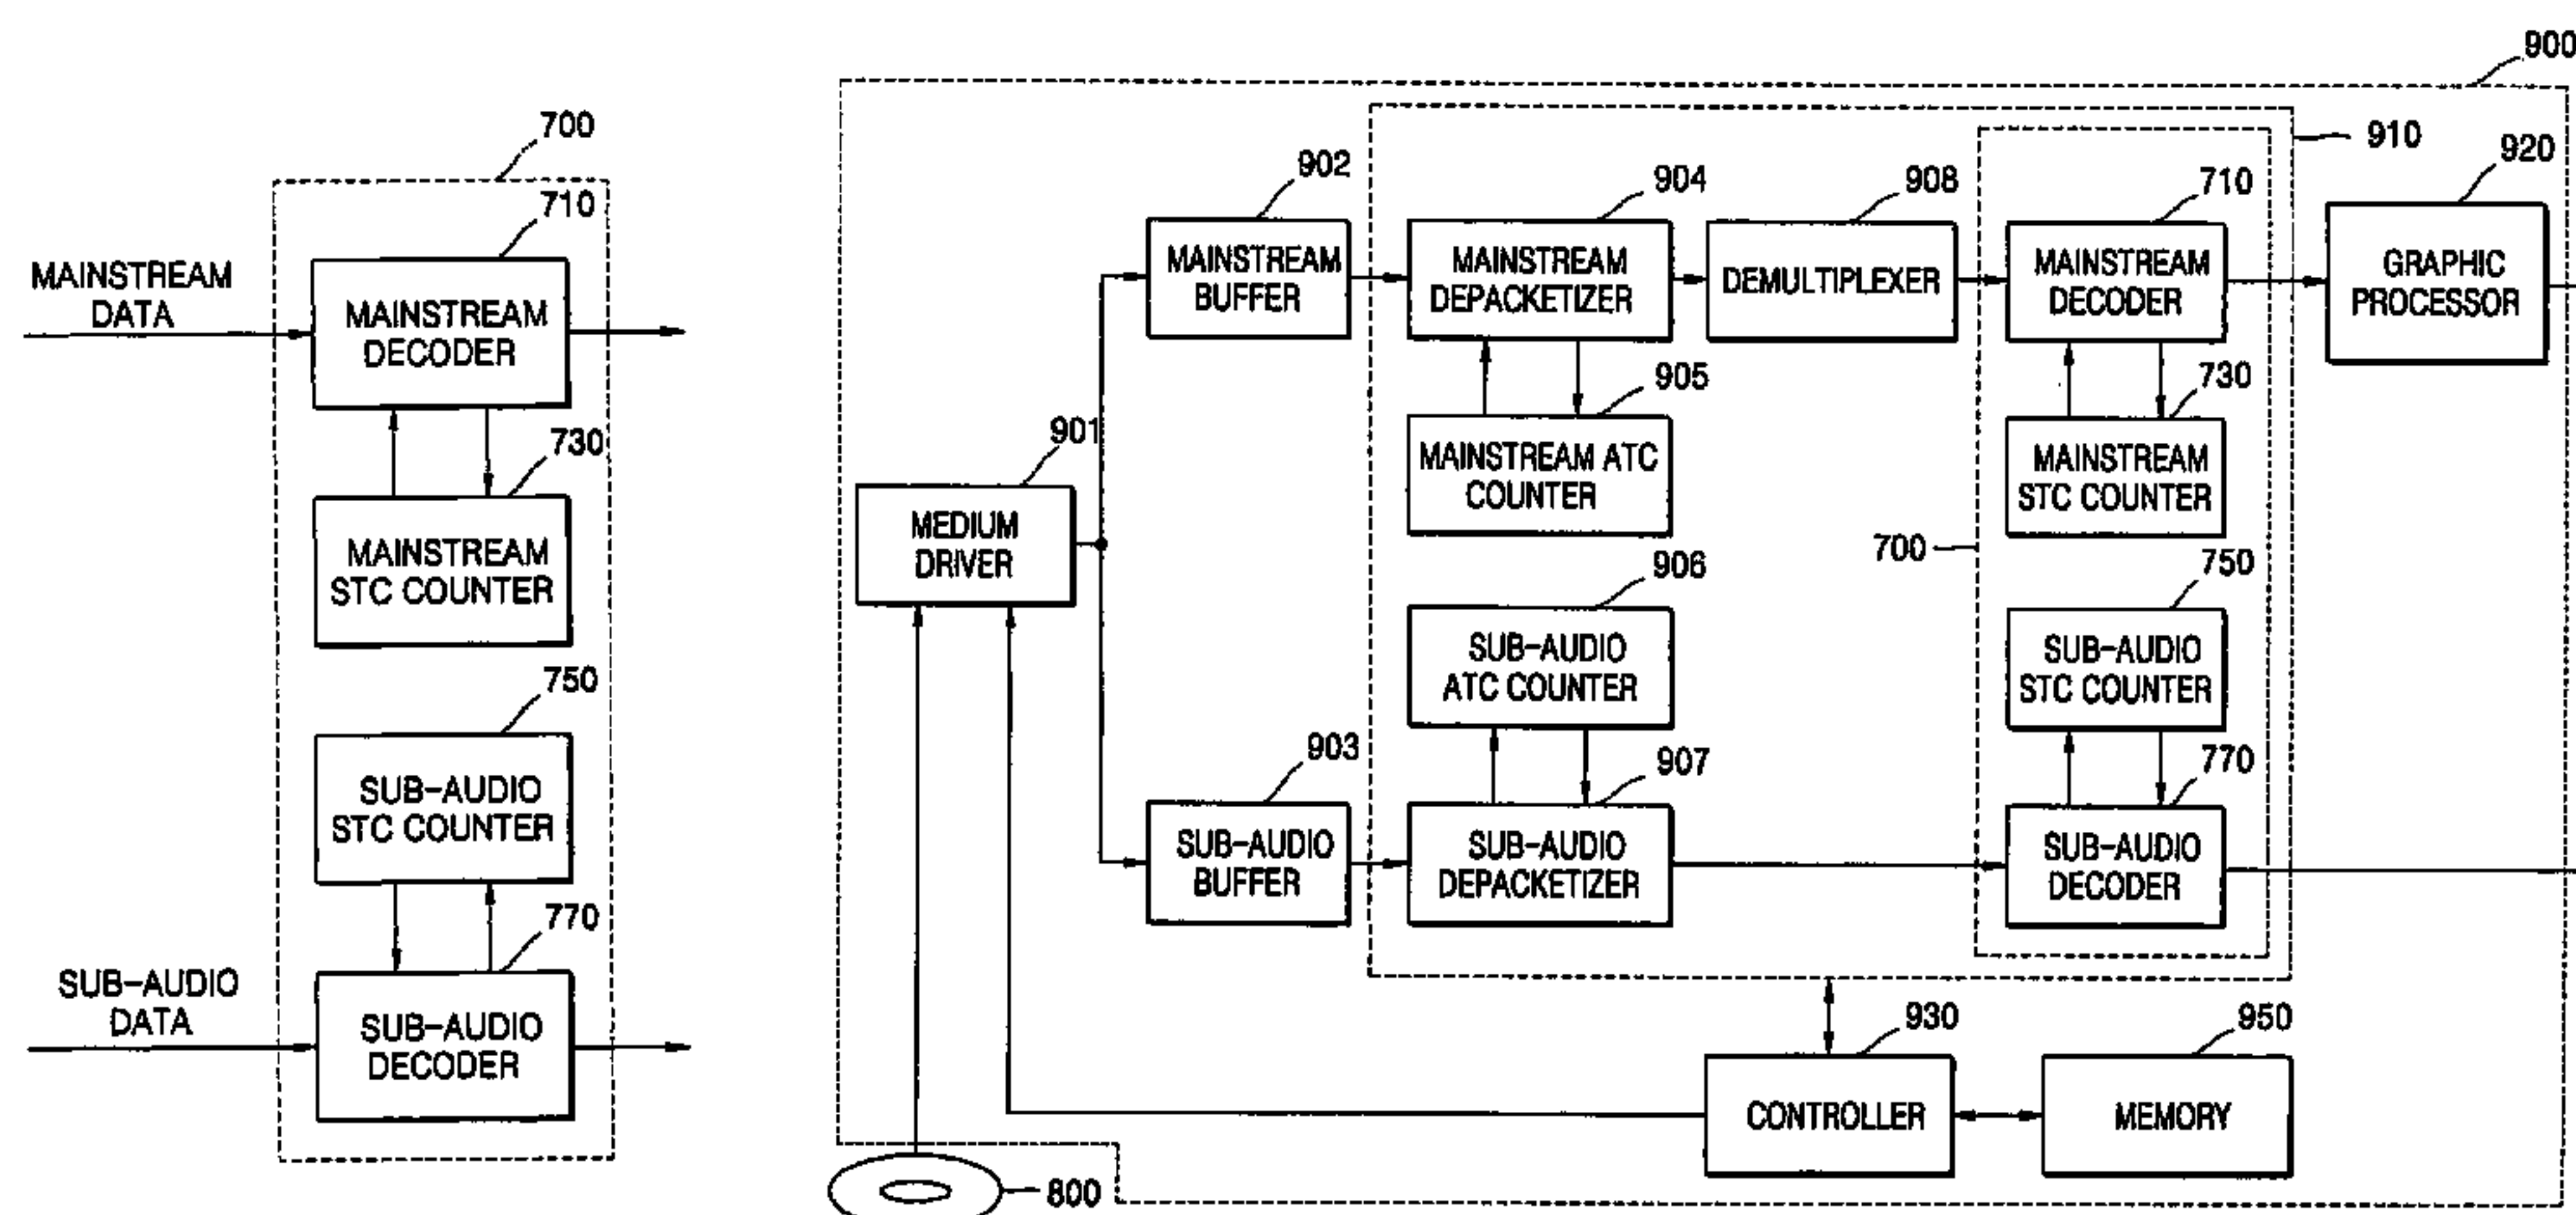 700
710
MAINSTREAM
DATA
MAINSTREAM
DECODER
730
MAINSTREAM
STC COUNTER
750
SUB-AUDIO
STC COUNTER
770
SUB-AUDIO
DATA
SUB-AUDIO
DECODER
900
910
902
904
908
710
920
MAINSTREAM
BUFFER
MAINSTREAM
DEPACKETIZER
DEMULTIPLEXER
MAINSTREAM
DECODER
GRAPHIC
PROCESSOR
905
730
901
MAINSTREAM ATC
COUNTER
MAINSTREAM
STC COUNTER
MEDIUM
DRIVER
700
906
750
SUB-AUDIO
ATC COUNTER
SUB-AUDIO
STC COUNTER
903
907
770
SUB-AUDIO
BUFFER
SUB-AUDIO
DEPACKETIZER
SUB-AUDIO
DECODER
930
950
CONTROLLER
MEMORY
800